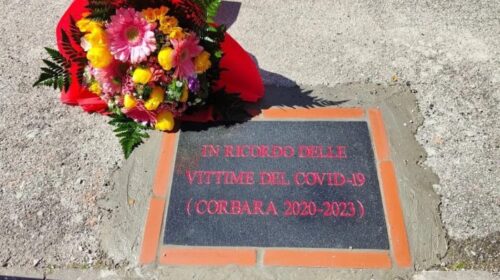 IN RICORDO DELLE
VITTIME DEL COVID-19
(CORBARA 2020-2023)